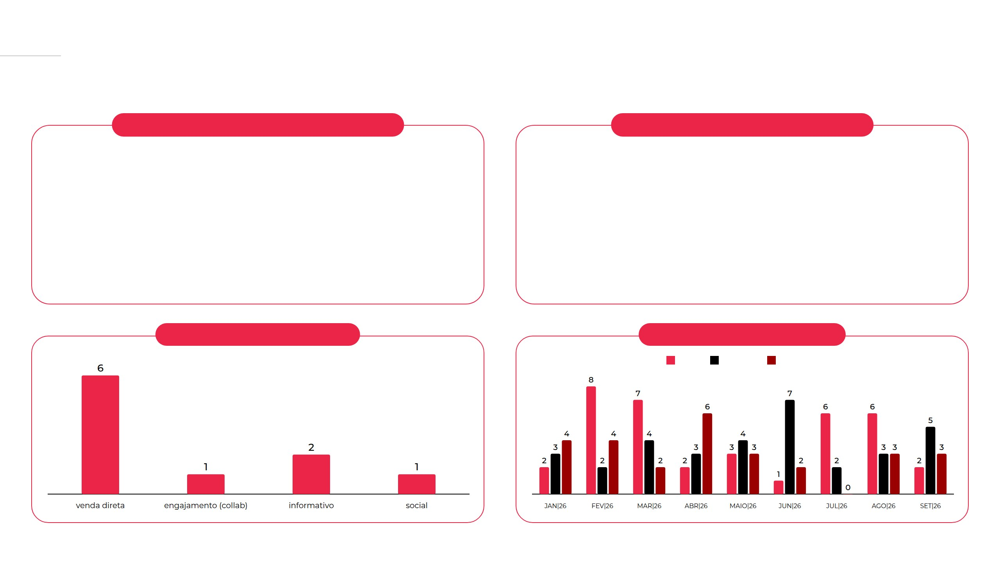 6
1
2
1
venda direta
engajamento (collab)
informativo
social
2 3 4
8 2 4
7 4 2
2 3 6
3 4 3
1 7 2
6 2 0
6 3 3
2 5 3
JAN|26
FEV|26
MAR|26
ABR|26
MAIO|26
JUN|26
JUL|26
AGO|26
SET|26